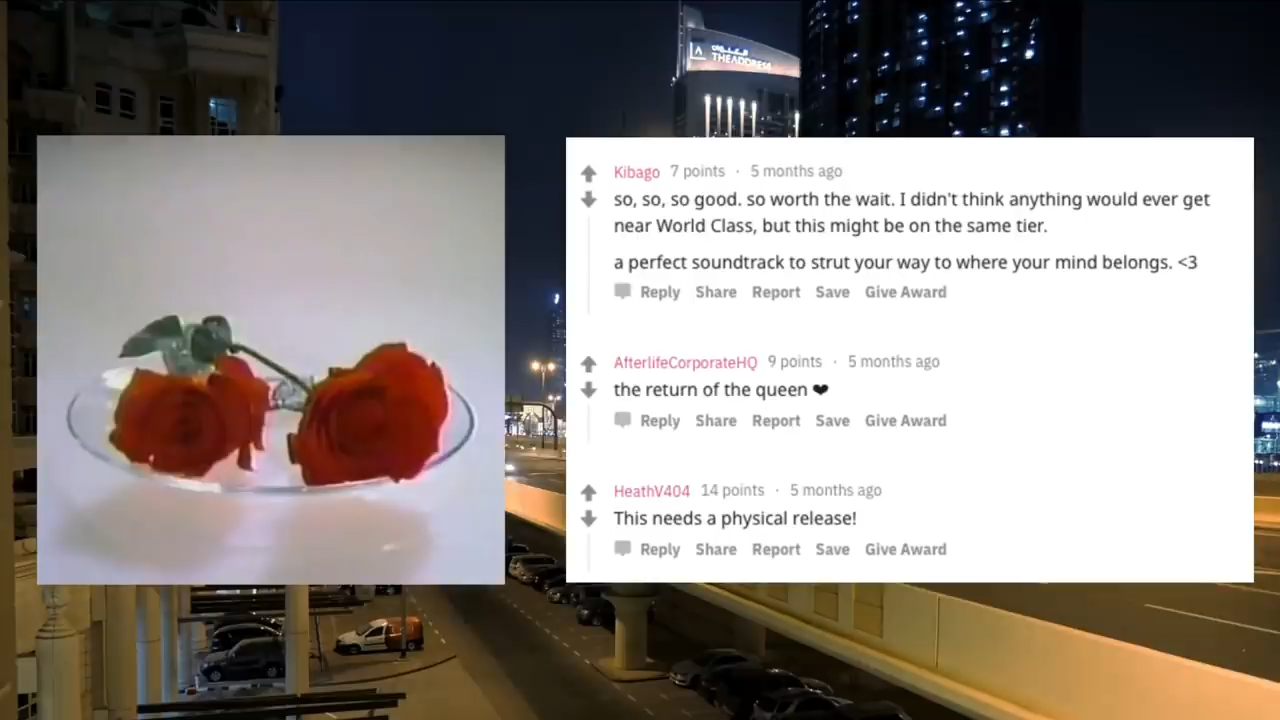 THE ADDRESS
Kibago 7 points · 5 months ago
so, so, so good. so worth the wait. I didn't think anything would ever get
near World Class, but this might be on the same tier.
a perfect soundtrack to strut your way to where your mind belongs. <3
Reply Share Report Save Give Award
AfterlifeCorporateHQ 9 points · 5 months ago
the return of the queen ❤
Reply Share Report Save Give Award
HeathV404 14 points · 5 months ago
This needs a physical release!
Reply Share Report Save Give Award